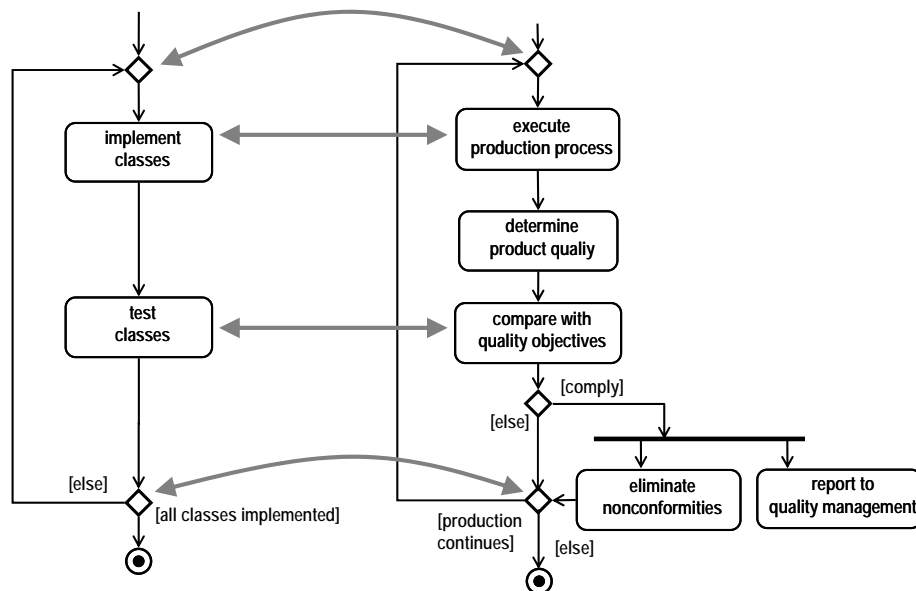 implement
classes
test
classes
[else]
[all classes implemented]
execute
production process
determine
product qualiy
compare with
quality objectives
[comply]
[else]
eliminate
nonconformities
report to
quality management
[production
continues]
[else]